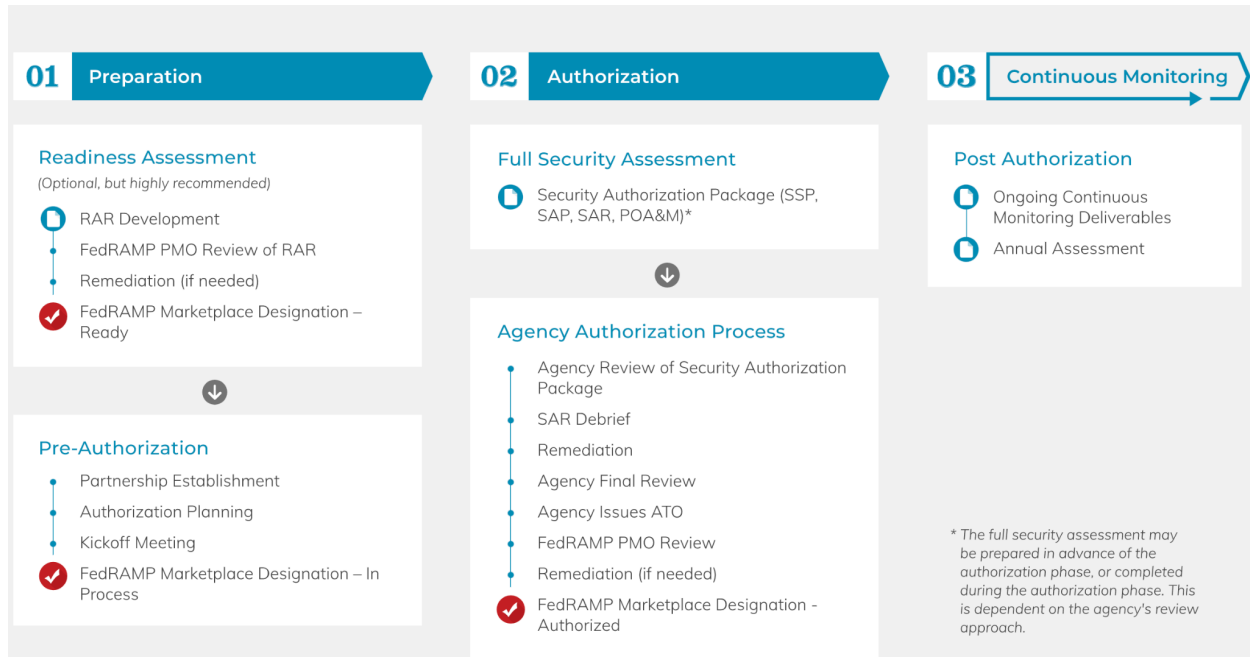 01 Preparation
Readiness Assessment
(Optional, but highly recommended)
RAR Development
FedRAMP PMO Review of RAR
Remediation (if needed)
FedRAMP Marketplace Designation –
Ready
Pre-Authorization
Partnership Establishment
Authorization Planning
Kickoff Meeting
FedRAMP Marketplace Designation – In
Process
02 Authorization
Full Security Assessment
Security Authorization Package (SSP,
SAP, SAR, POA&M)*
Agency Authorization Process
Agency Review of Security Authorization
Package
SAR Debrief
Remediation
Agency Final Review
Agency Issues ATO
FedRAMP PMO Review
Remediation (if needed)
FedRAMP Marketplace Designation -
Authorized
03 Continuous Monitoring
Post Authorization
Ongoing Continuous
Monitoring Deliverables
Annual Assessment
* The full security assessment may
be prepared in advance of the
authorization phase, or completed
during the authorization phase. This
is dependent on the agency's review
approach.